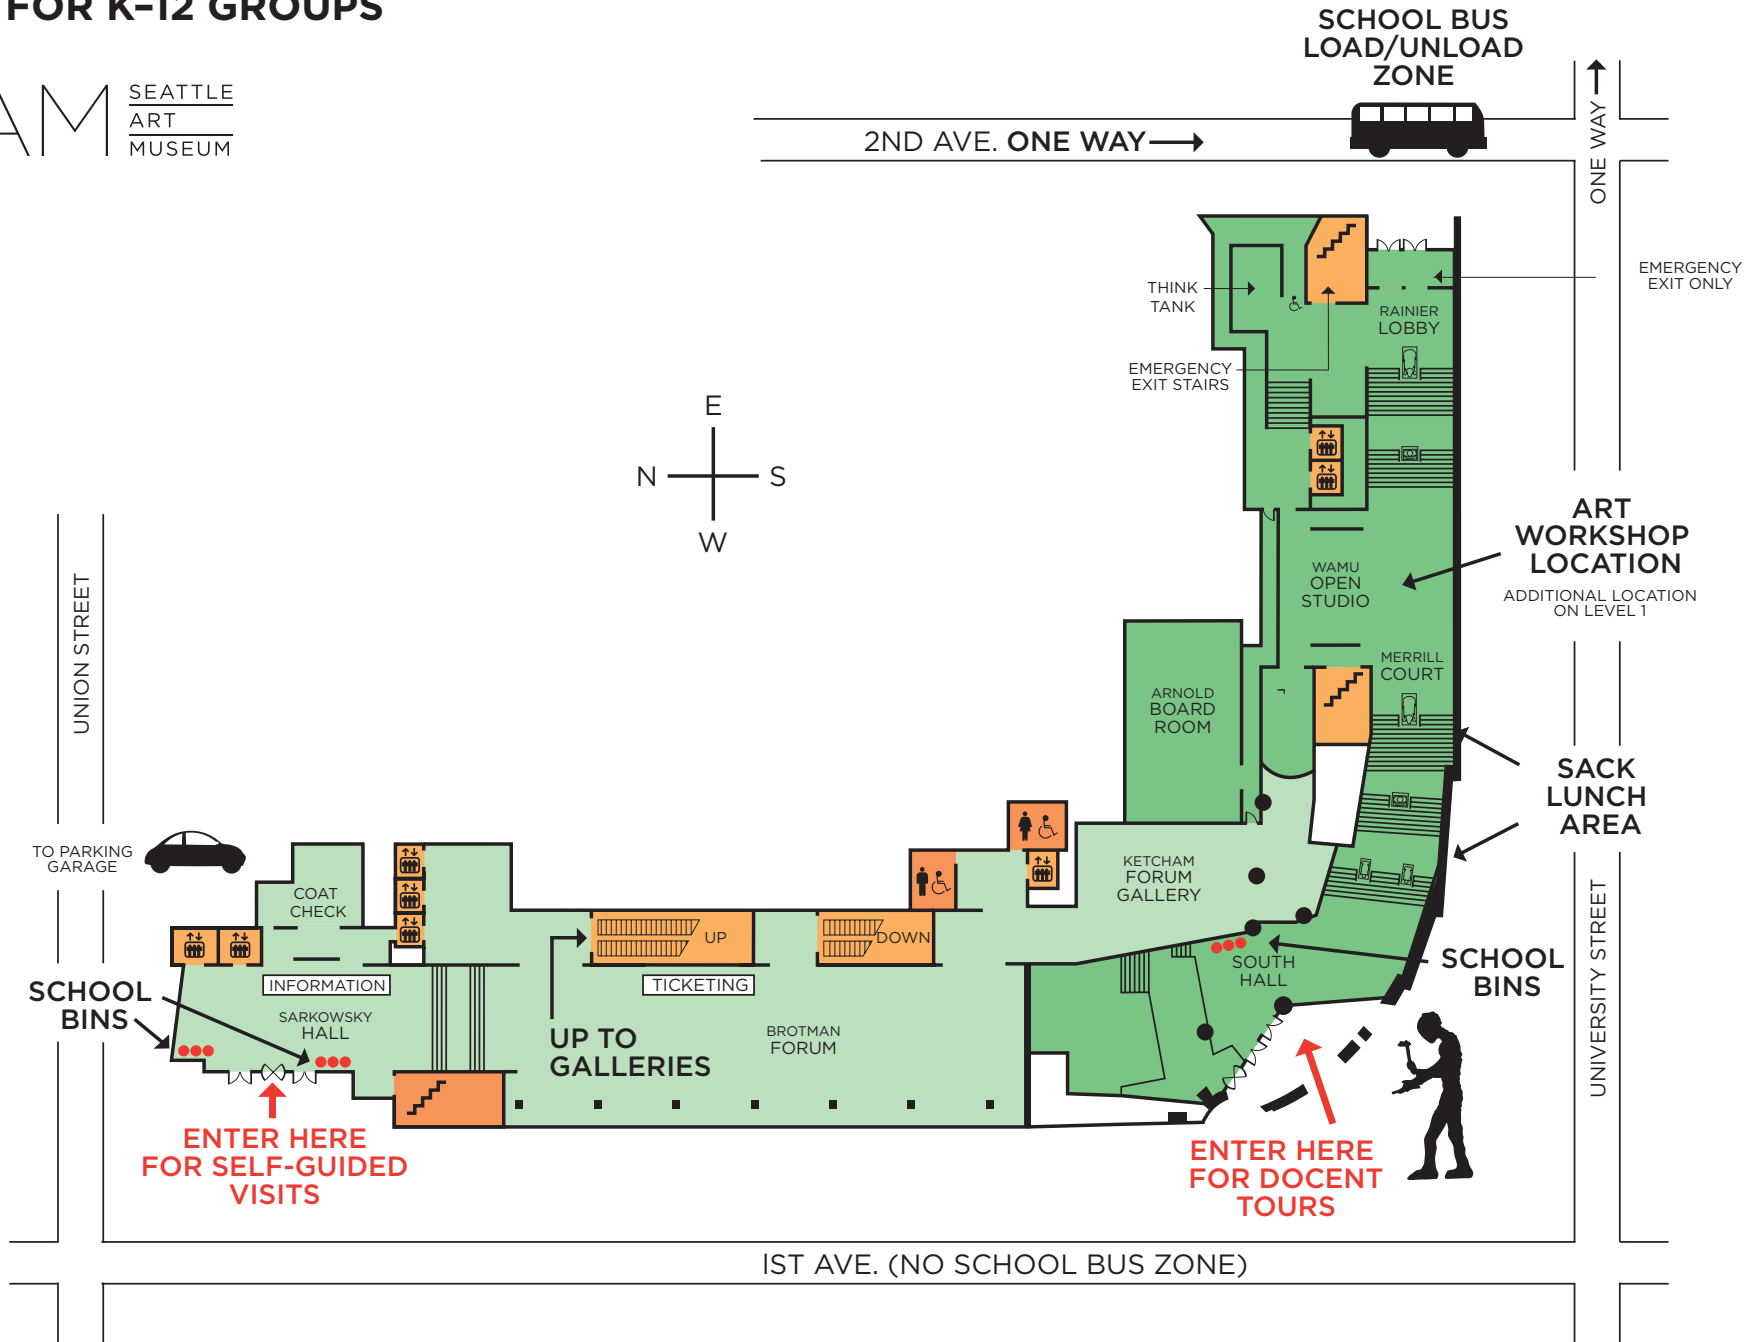 FOR K–12 GROUPS
AM
SEATTLE
ART
MUSEUM
SCHOOL BUS
LOAD/UNLOAD
ZONE
2ND AVE. ONE WAY
ONE WAY
EMERGENCY
EXIT ONLY
THINK
TANK
RAINIER
LOBBY
EMERGENCY
EXIT STAIRS
E
N S
W
ART
WORKSHOP
LOCATION
ADDITIONAL LOCATION
ON LEVEL 1
WAMU
OPEN
STUDIO
UNION STREET
MERRILL
COURT
ARNOLD
BOARD
ROOM
SACK
LUNCH
AREA
TO PARKING
GARAGE
COAT
CHECK
KETCHAM
FORUM
GALLERY
UP
DOWN
SOUTH
HALL
SCHOOL
BINS
UNIVERSITY STREET
INFORMATION
TICKETING
SCHOOL
BINS
SARKOWSKY
HALL
UP TO
GALLERIES
BROTMAN
FORUM
ENTER HERE
FOR SELF-GUIDED
VISITS
ENTER HERE
FOR DOCENT
TOURS
1ST AVE. (NO SCHOOL BUS ZONE)